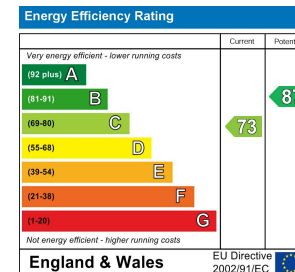 Energy Efficiency Rating
Current
Very energy efficient - lower running costs
(92 plus) A
(81-91) B
(69-80) C
73
(55-68) D
(39-54) E
(21-38) F
(1-20) G
Not energy efficient - higher running costs
England & Wales
EU Directive
2002/91/EC